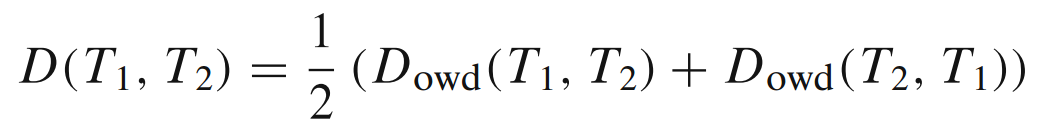 D(T₁, T₂) = 1/2 (D_owd(T₁, T₂) + D_owd(T₂, T₁))